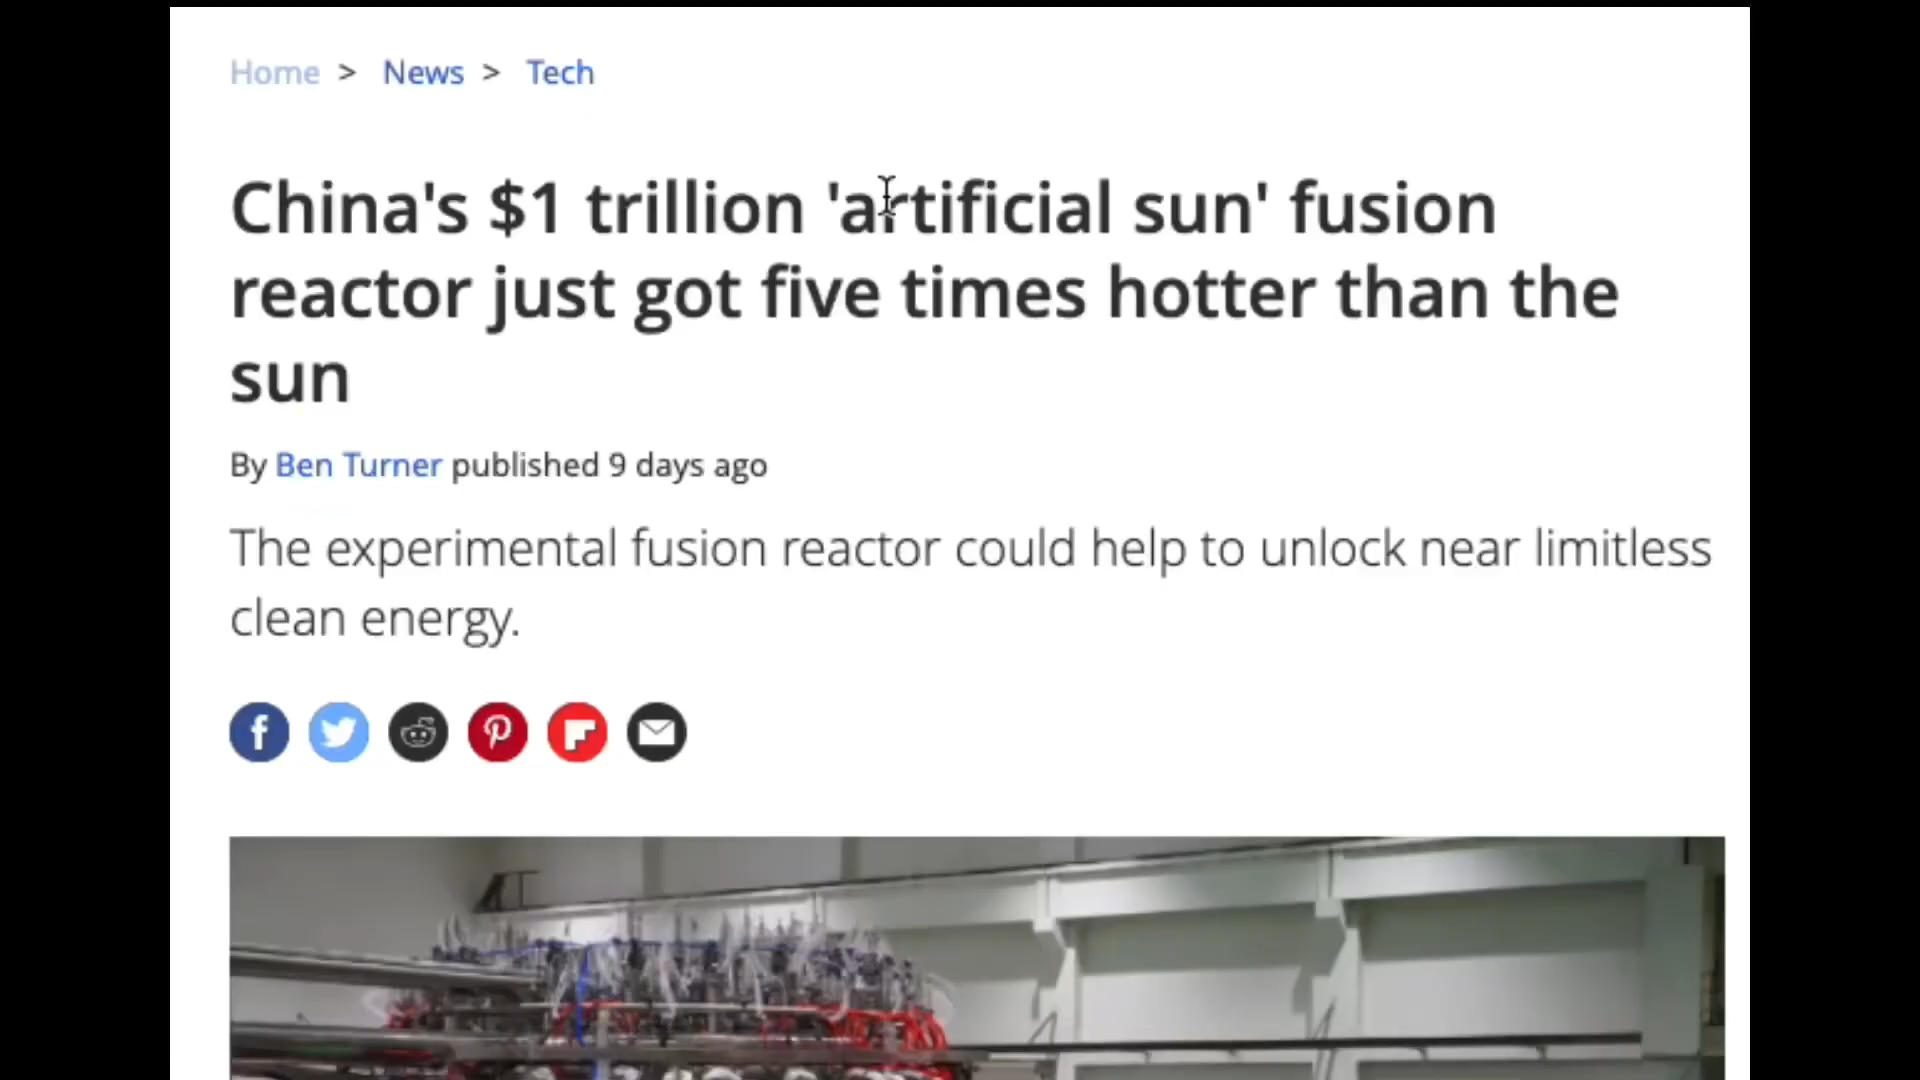 Home > News > Tech
China's $1 trillion 'artificial sun' fusion
reactor just got five times hotter than the
sun
By Ben Turner published 9 days ago
The experimental fusion reactor could help to unlock near limitless
clean energy.